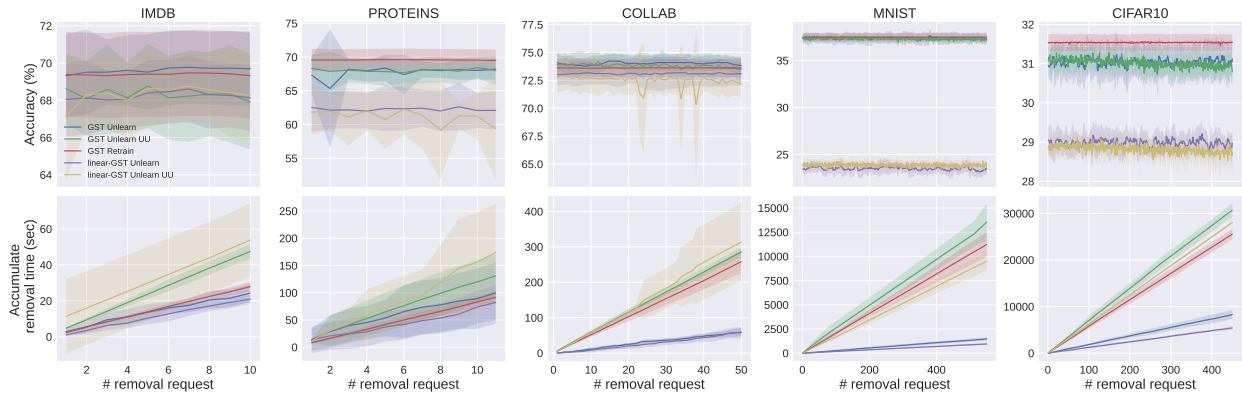 IMDB
PROTEINS
COLLAB
MNIST
CIFAR10
Accuracy (%)
72
70
68
66
64
GST Unlearn
GST Unlearn UU
GST Retrain
linear-GST Unlearn
linear-GST Unlearn UU
75
70
65
60
55
77.5
75.0
72.5
70.0
67.5
65.0
35
30
25
32
31
30
29
28
Accumulate
removal time (sec)
60
40
20
0
2 4 6 8 10
# removal request
250
200
150
100
50
0
2 4 6 8 10
# removal request
400
300
200
100
0
0 10 20 30 40 50
# removal request
15000
12500
10000
7500
5000
2500
0
0 200 400
# removal request
30000
20000
10000
0
0 100 200 300 400
# removal request